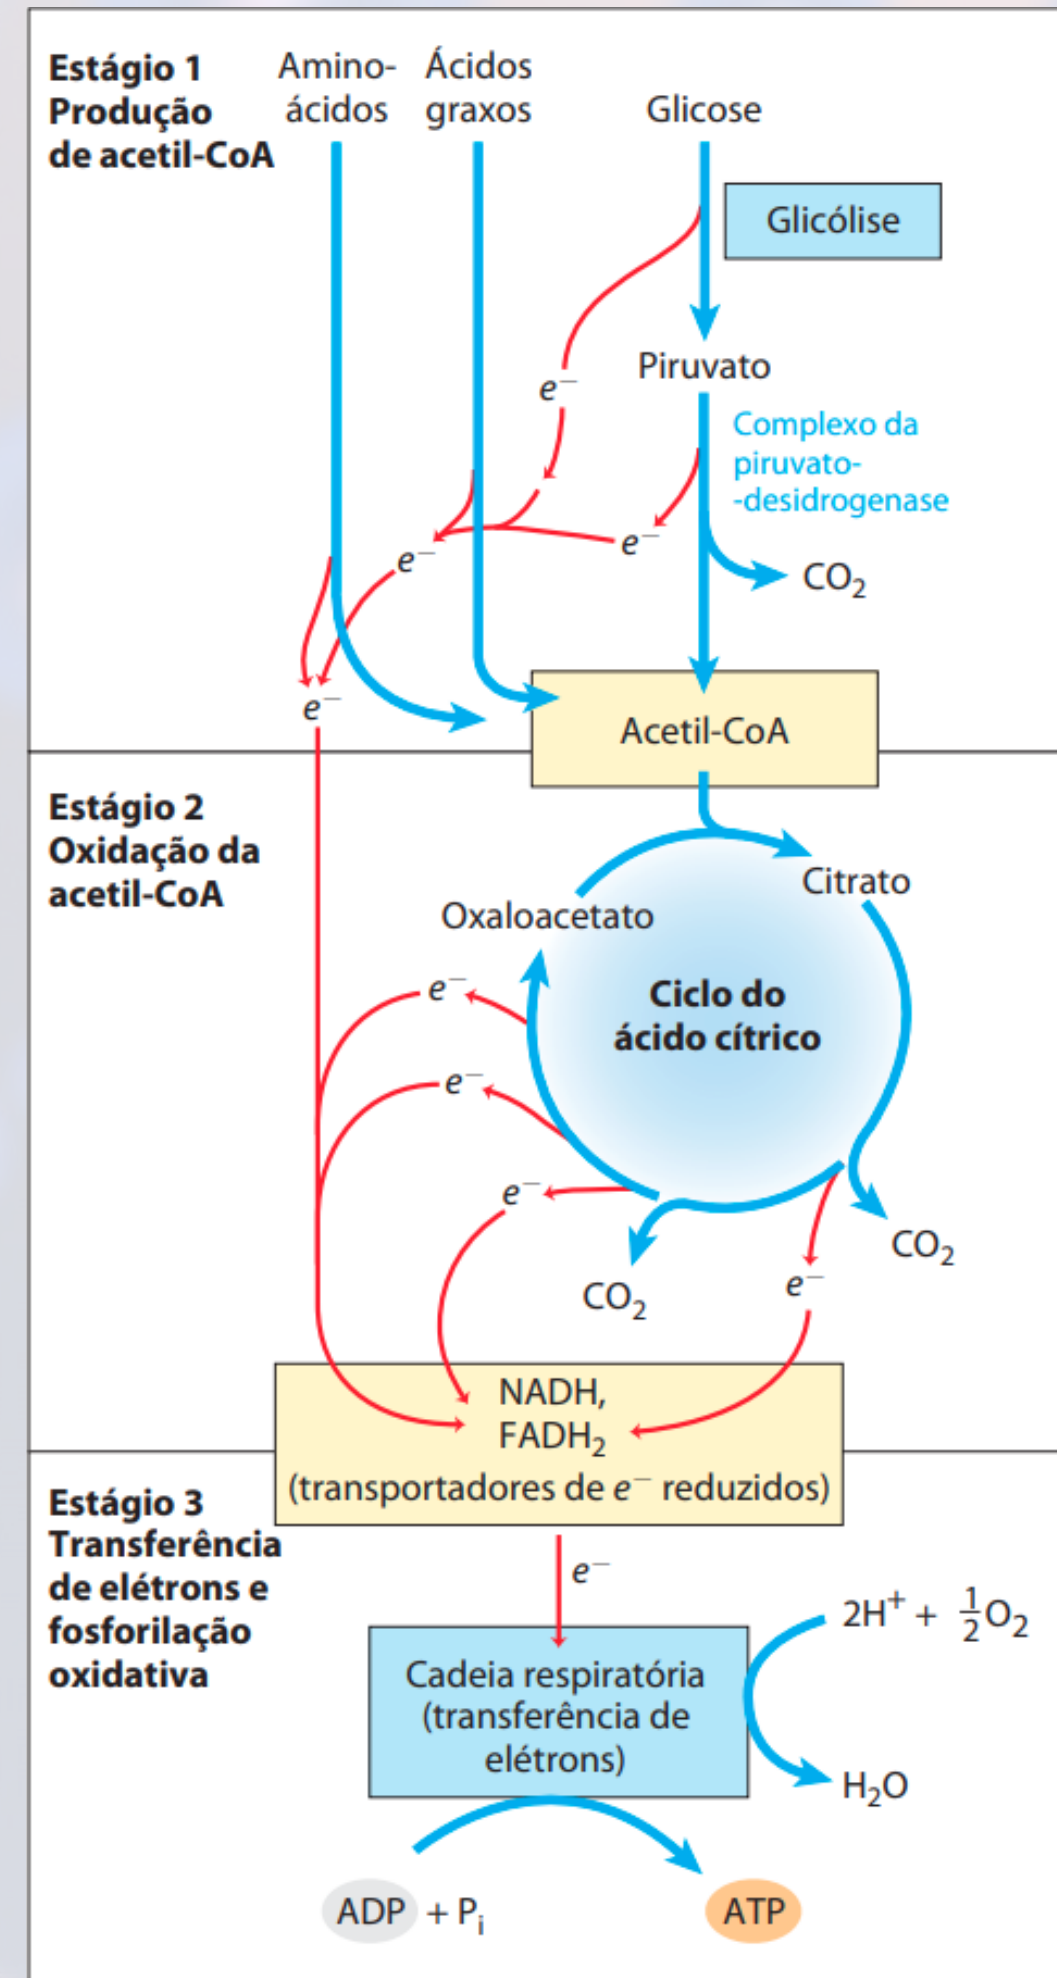 Estágio 1
Produção
de acetil-CoA
Amino-
ácidos
Ácidos
graxos
Glicose
Glicólise
Piruvato
e⁻
Complexo da
piruvato-
-desidrogenase
e⁻
e⁻
CO₂
e⁻
Acetil-CoA
Estágio 2
Oxidação da
acetil-CoA
Citrato
Oxaloacetato
e⁻
Ciclo do
ácido cítrico
e⁻
e⁻
CO₂
e⁻
CO₂
NADH,
FADH₂
(transportadores de e⁻ reduzidos)
Estágio 3
Transferência
de elétrons e
fosforilação
oxidativa
e⁻
2H⁺ + 1/2 O₂
Cadeia respiratória
(transferência de
elétrons)
H₂O
ADP + Pᵢ
ATP